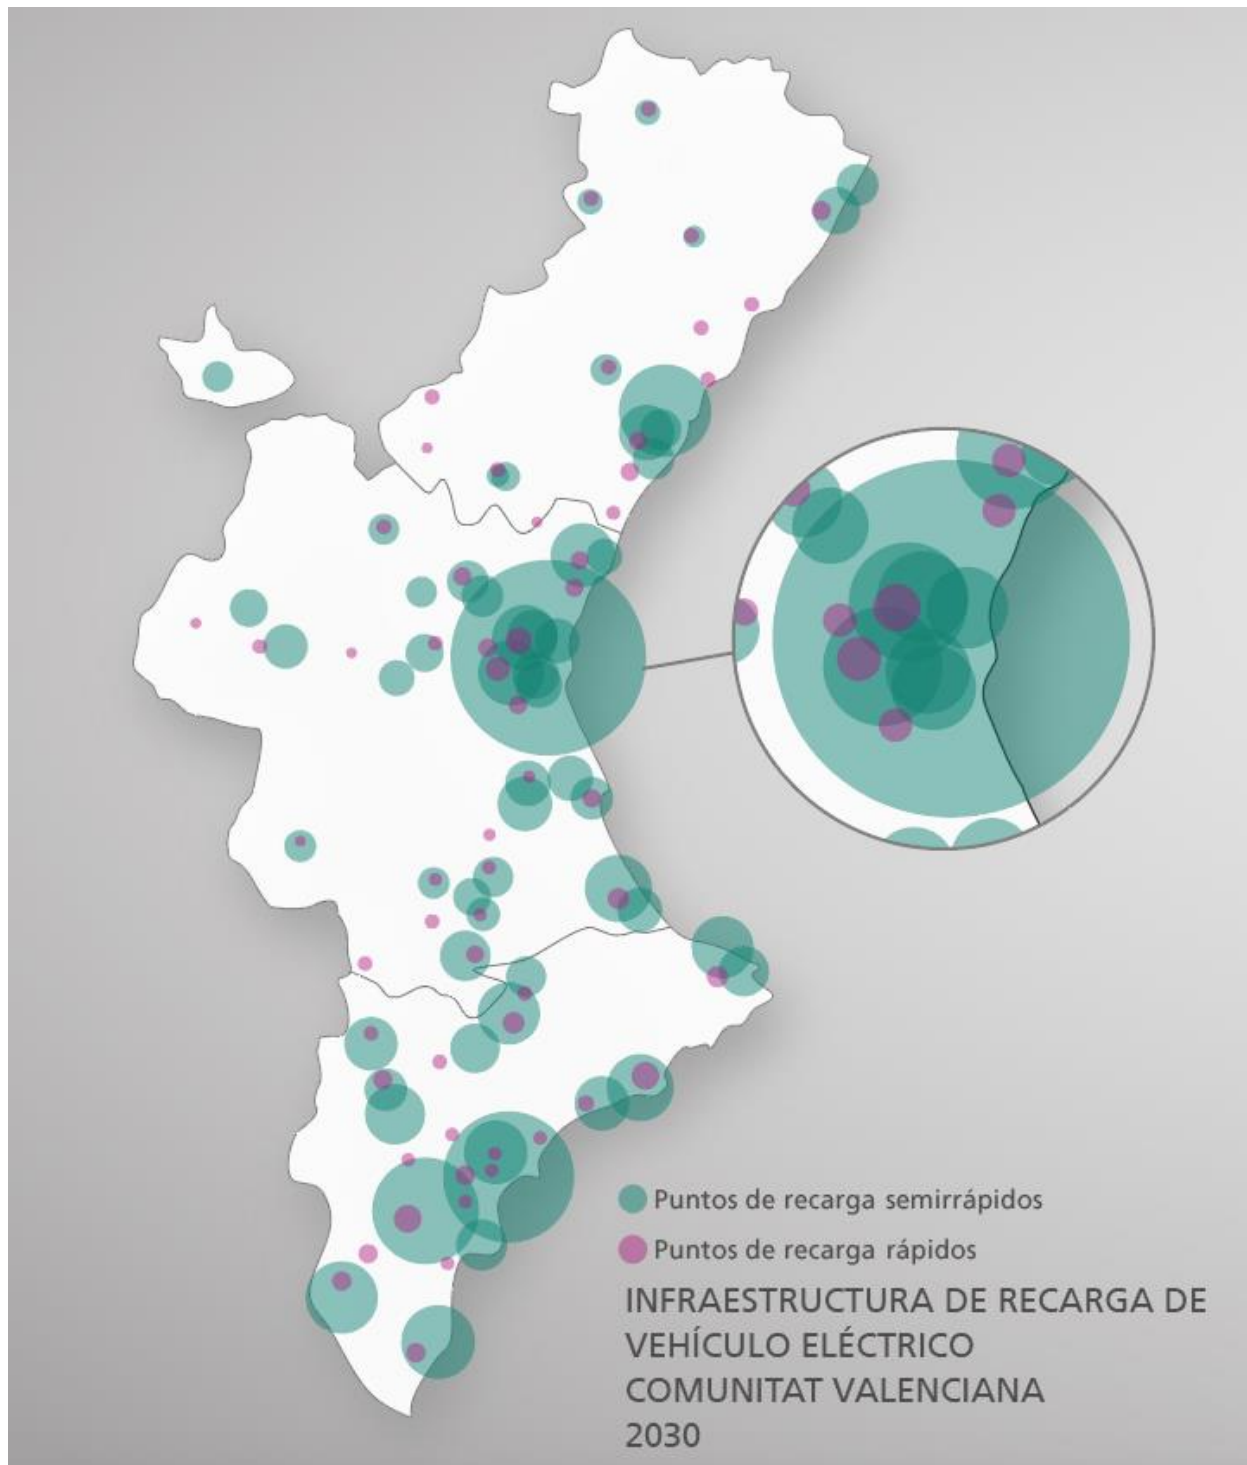 Puntos de recarga semirrápidos
Puntos de recarga rápidos
INFRAESTRUCTURA DE RECARGA DE
VEHÍCULO ELÉCTRICO
COMUNITAT VALENCIANA
2030